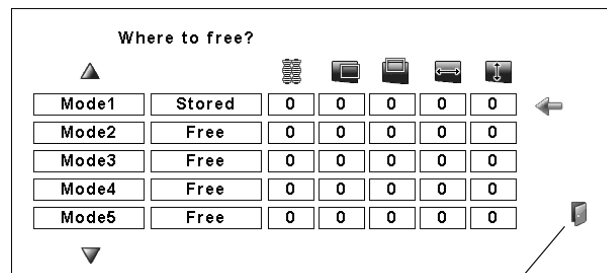 Where to free?
Mode1 Stored 0 0 0 0 0
Mode2 Free 0 0 0 0 0
Mode3 Free 0 0 0 0 0
Mode4 Free 0 0 0 0 0
Mode5 Free 0 0 0 0 0